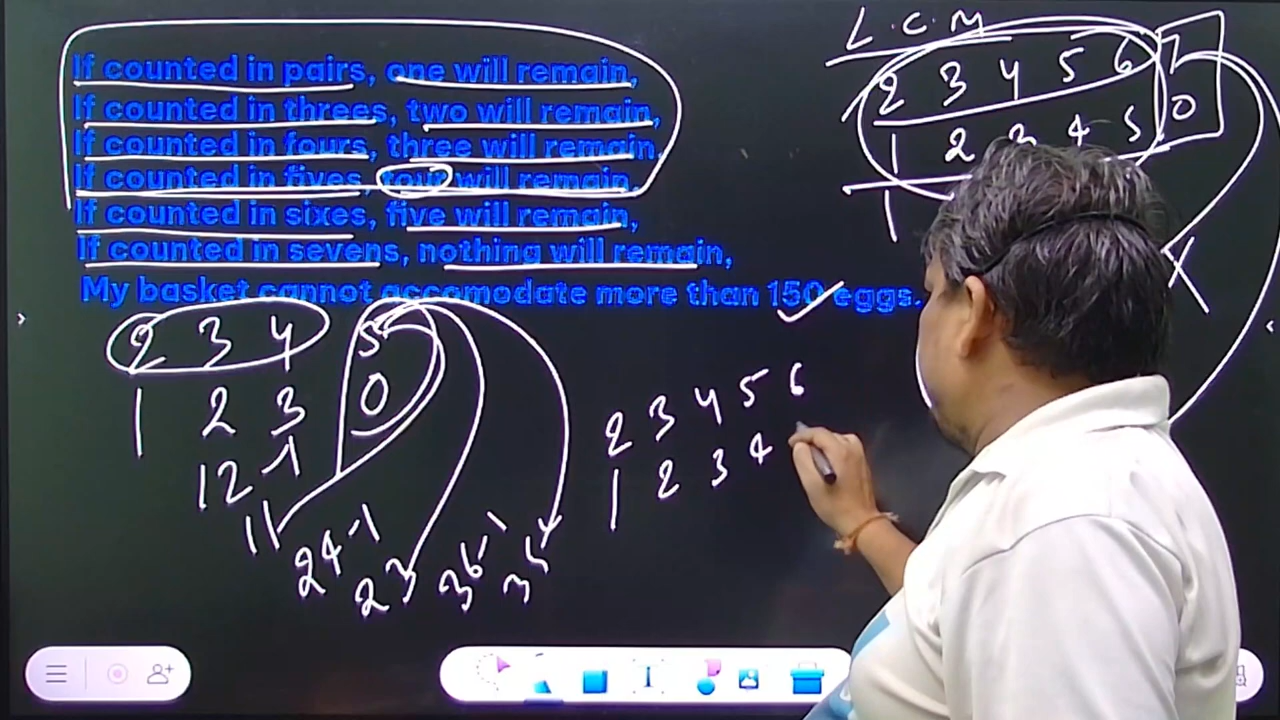 If counted in pairs, one will remain,
If counted in threes, two will remain,
If counted in fours, three will remain,
If counted in fives, four will remain,
If counted in sixes, five will remain,
If counted in sevens, nothing will remain,
My basket cannot accomodate more than 150 eggs.
L.C.M
2 3 4 5 6 7
1 2 3 4 5 0
1
2 3 4 5
1 2 3 0
12 -1
11
24 -1
23
36 -1
35
2 3 4 5 6
1 2 3 4